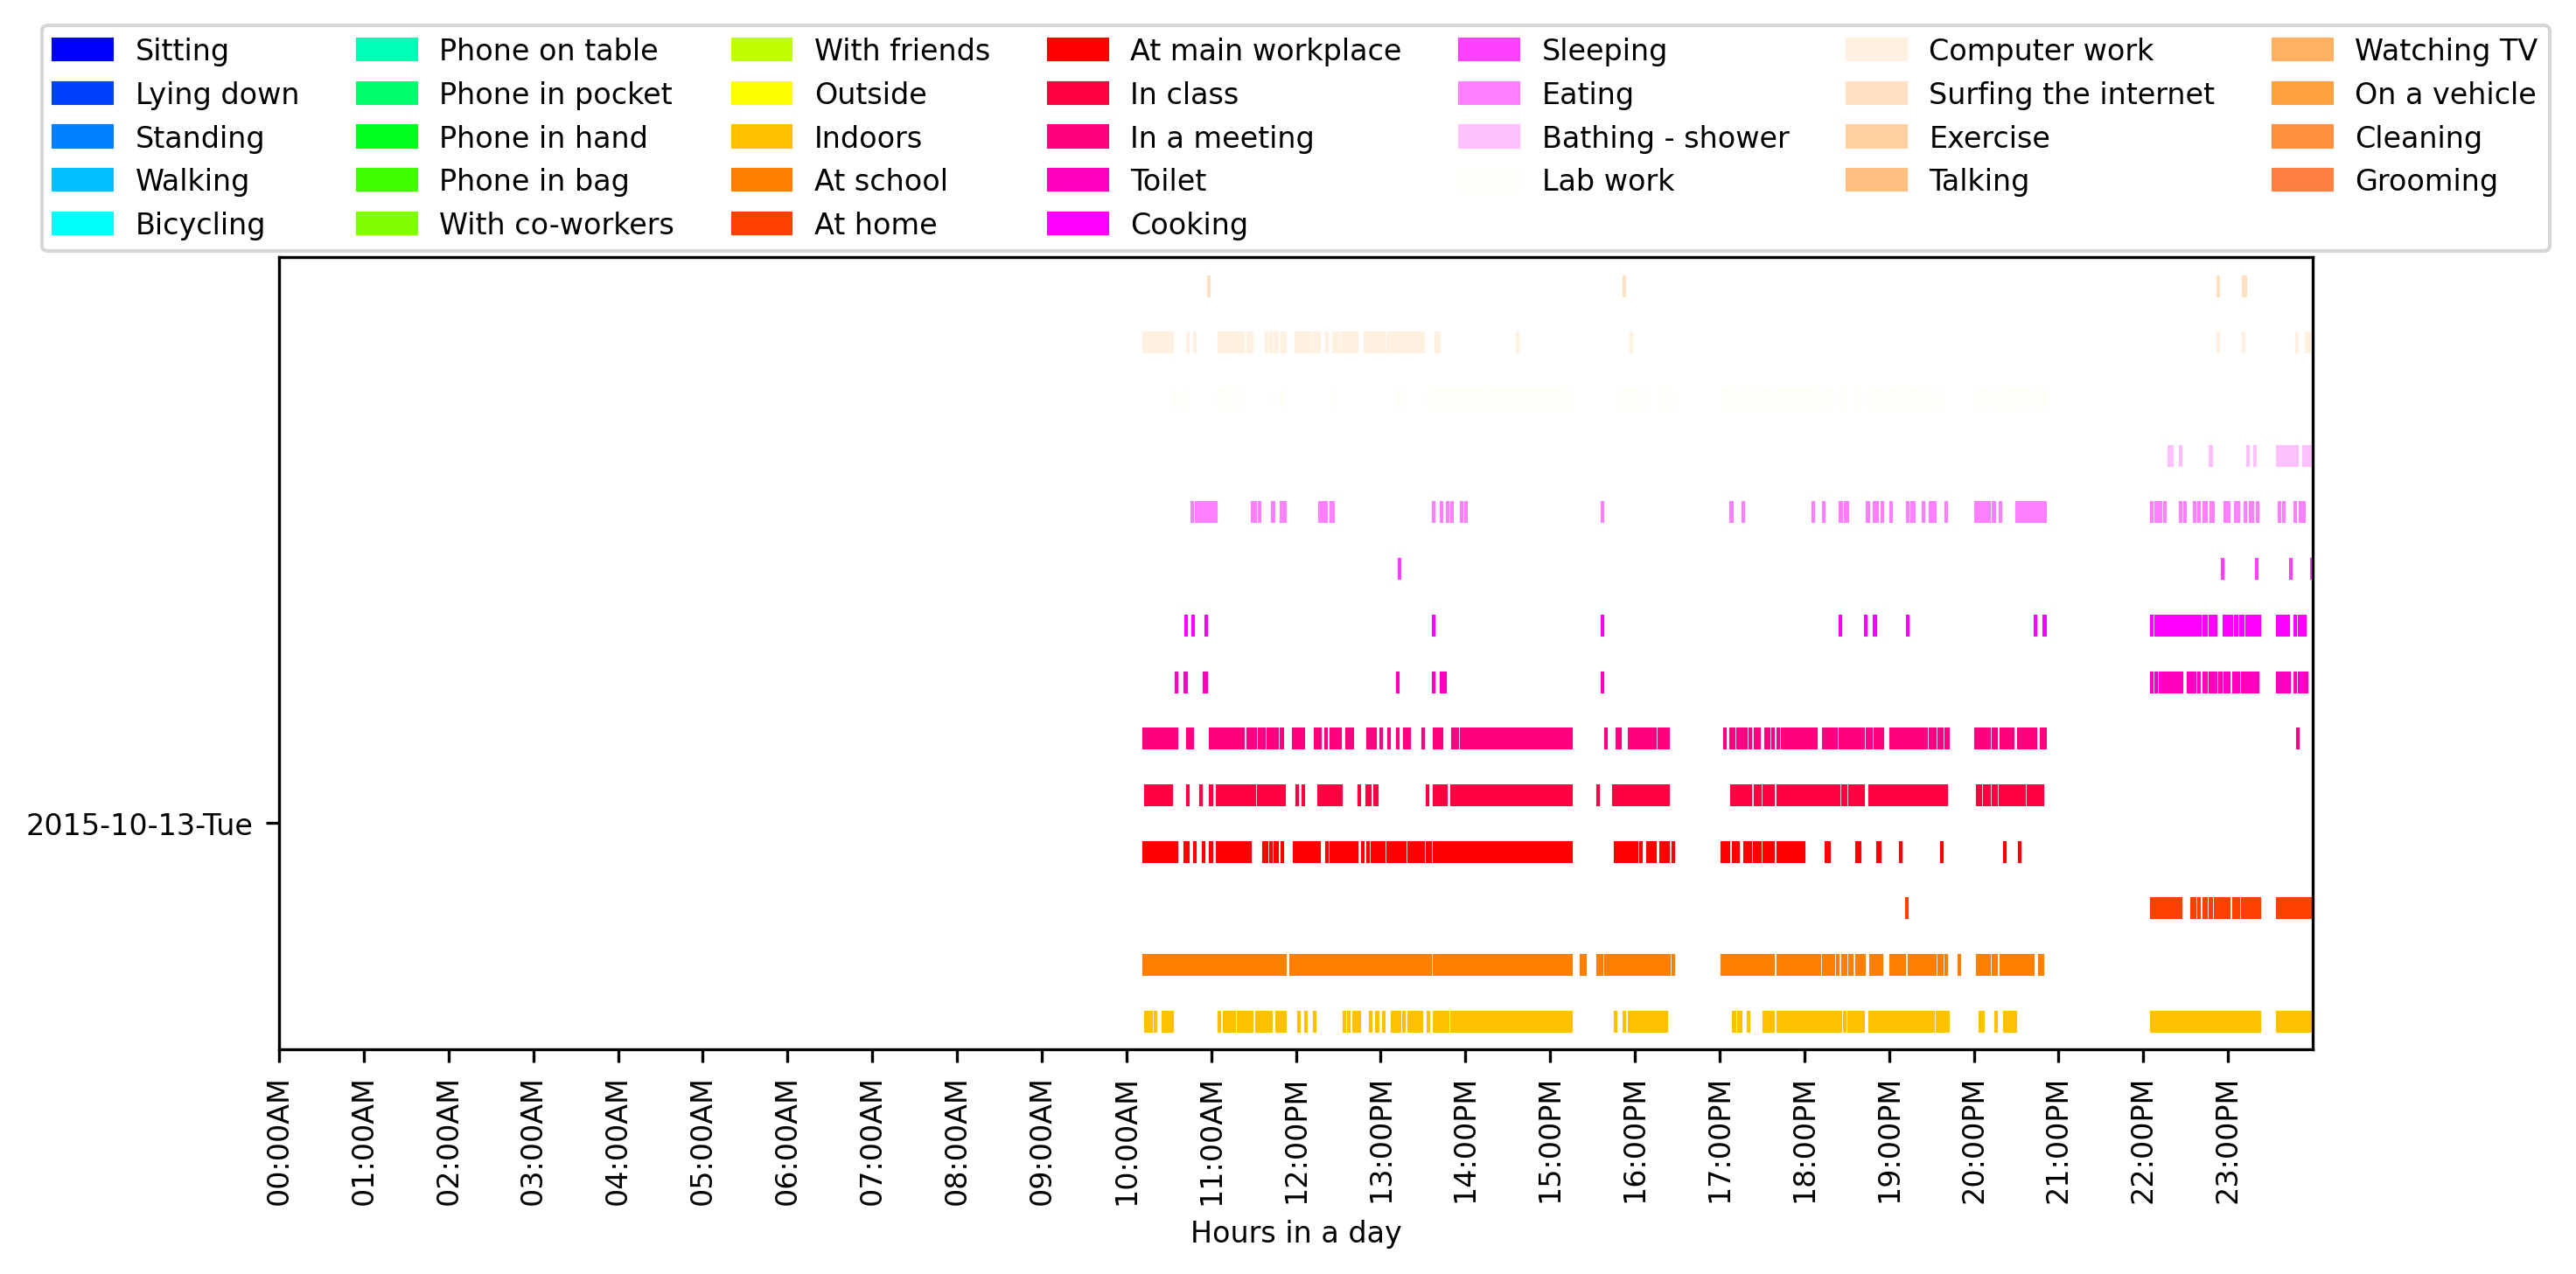 Sitting
Lying down
Standing
Walking
Bicycling
Phone on table
Phone in pocket
Phone in hand
Phone in bag
With co-workers
With friends
Outside
Indoors
At school
At home
At main workplace
In class
In a meeting
Toilet
Cooking
Sleeping
Eating
Bathing - shower
Lab work
Computer work
Surfing the internet
Exercise
Talking
Watching TV
On a vehicle
Cleaning
Grooming
2015-10-13-Tue
00:00AM
01:00AM
02:00AM
03:00AM
04:00AM
05:00AM
06:00AM
07:00AM
08:00AM
09:00AM
10:00AM
11:00AM
12:00PM
13:00PM
14:00PM
15:00PM
16:00PM
17:00PM
18:00PM
19:00PM
20:00PM
21:00PM
22:00PM
23:00PM
Hours in a day